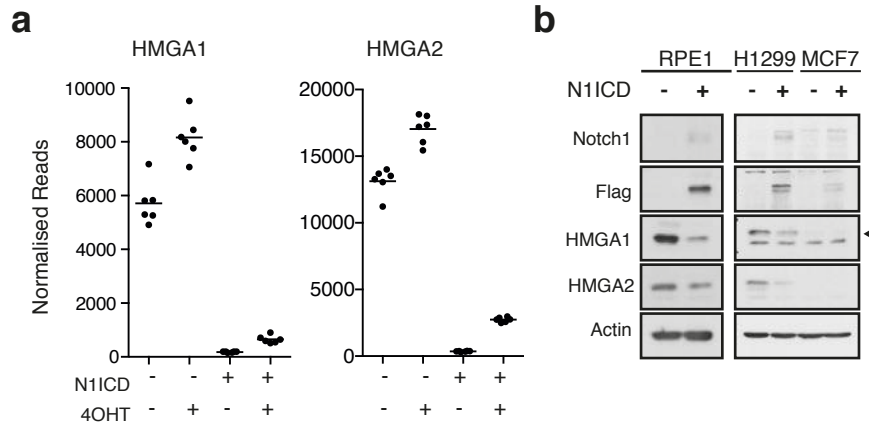 a
HMGA1
HMGA2
Normalised Reads
10000
8000
6000
4000
2000
0
20000
15000
10000
5000
0
N1ICD - - + + - - + +
4OHT - + - + - + - +
b
RPE1 H1299 MCF7
N1ICD - + - + - +
Notch1
Flag
HMGA1
HMGA2
Actin